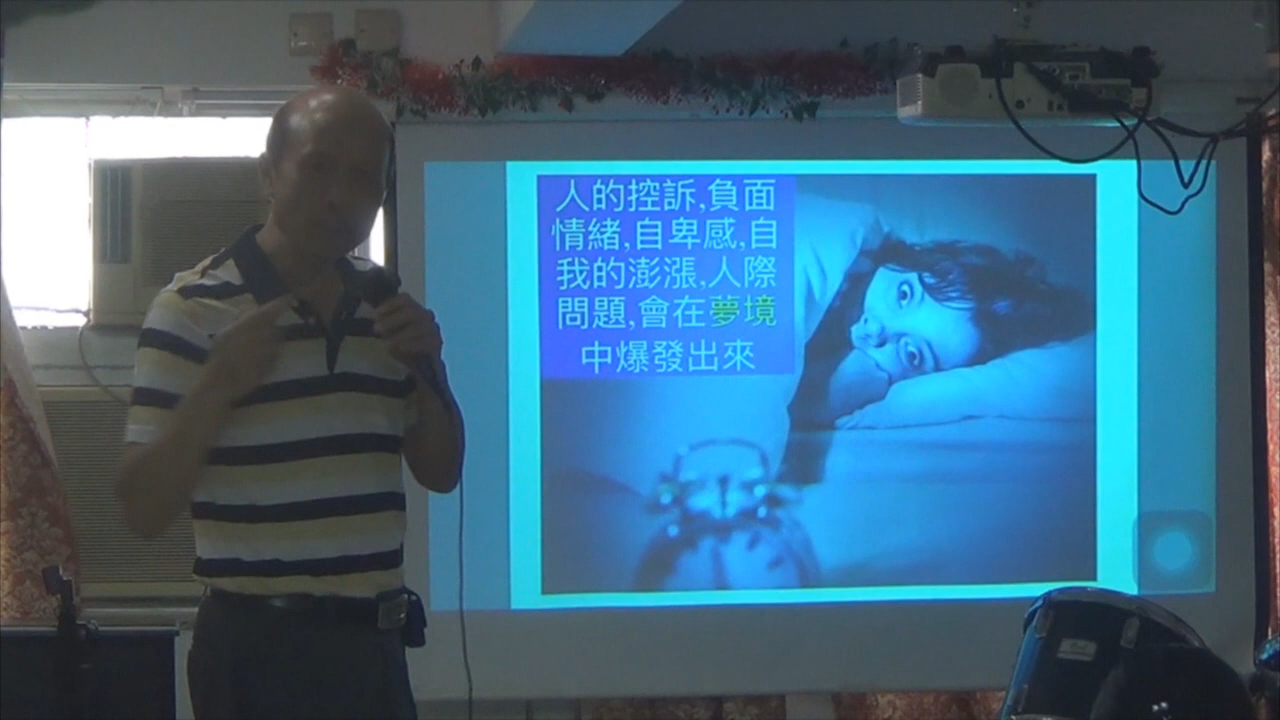 人的控訴,負面
情緒,自卑感,自
我的澎漲,人際
問題,會在夢境
中爆發出來